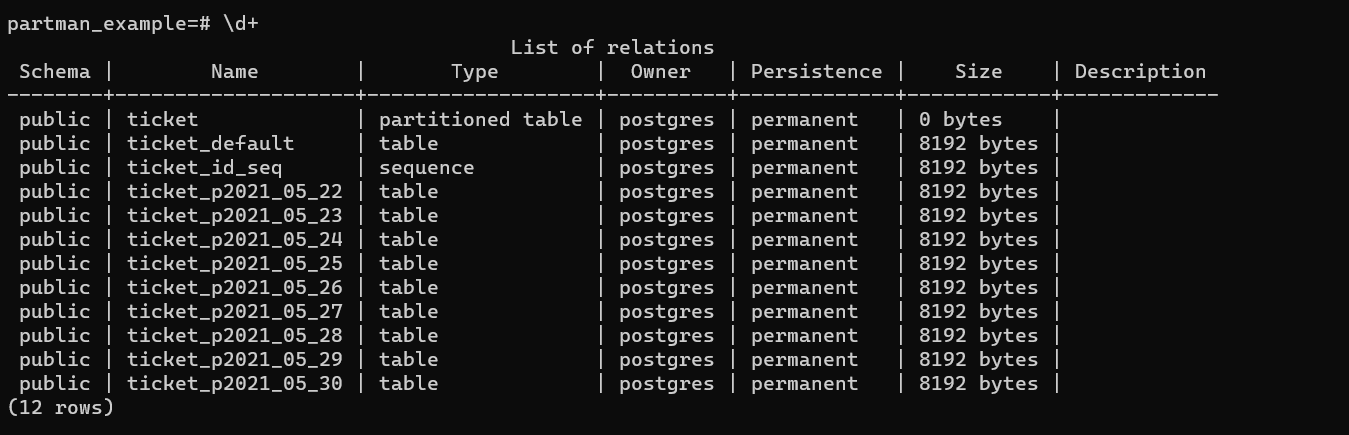 partman_example=# \d+
                                          List of relations
 Schema |        Name        |       Type        |  Owner   | Persistence |    Size    | Description
--------+--------------------+-------------------+----------+-------------+------------+-------------
 public | ticket             | partitioned table | postgres | permanent   | 0 bytes    |
 public | ticket_default     | table             | postgres | permanent   | 8192 bytes |
 public | ticket_id_seq      | sequence          | postgres | permanent   | 8192 bytes |
 public | ticket_p2021_05_22 | table             | postgres | permanent   | 8192 bytes |
 public | ticket_p2021_05_23 | table             | postgres | permanent   | 8192 bytes |
 public | ticket_p2021_05_24 | table             | postgres | permanent   | 8192 bytes |
 public | ticket_p2021_05_25 | table             | postgres | permanent   | 8192 bytes |
 public | ticket_p2021_05_26 | table             | postgres | permanent   | 8192 bytes |
 public | ticket_p2021_05_27 | table             | postgres | permanent   | 8192 bytes |
 public | ticket_p2021_05_28 | table             | postgres | permanent   | 8192 bytes |
 public | ticket_p2021_05_29 | table             | postgres | permanent   | 8192 bytes |
 public | ticket_p2021_05_30 | table             | postgres | permanent   | 8192 bytes |
(12 rows)